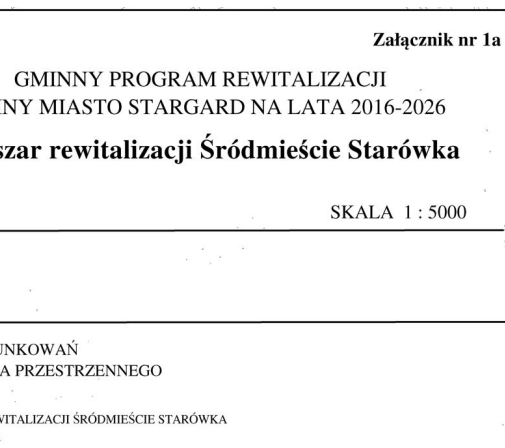 Załącznik nr 1a
GMINNY PROGRAM REWITALIZACJI
INY MIASTO STARGARD NA LATA 2016-2026
szar rewitalizacji Śródmieście Starówka
SKALA 1 : 5000
UNKOWAŃ
A PRZESTRZENNEGO
WITALIZACJI ŚRÓDMIEŚCIE STARÓWKA